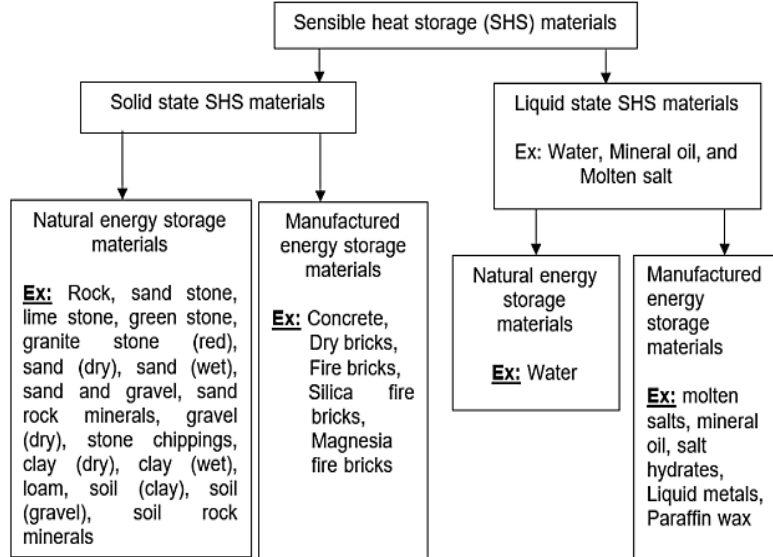 Sensible heat storage (SHS) materials
Solid state SHS materials
Liquid state SHS materials
Ex: Water, Mineral oil, and
Molten salt
Natural energy storage
materials
Ex: Rock, sand stone,
lime stone, green stone,
granite stone (red),
sand (dry), sand (wet),
sand and gravel, sand
rock minerals, gravel
(dry), stone chippings,
clay (dry), clay (wet),
loam, soil (clay), soil
(gravel), soil rock
minerals
Manufactured
energy storage
materials
Ex: Concrete,
Dry bricks,
Fire bricks,
Silica fire
bricks,
Magnesia
fire bricks
Natural energy
storage
materials
Ex: Water
Manufactured
energy
storage
materials
Ex: molten
salts, mineral
oil, salt
hydrates,
Liquid metals,
Paraffin wax